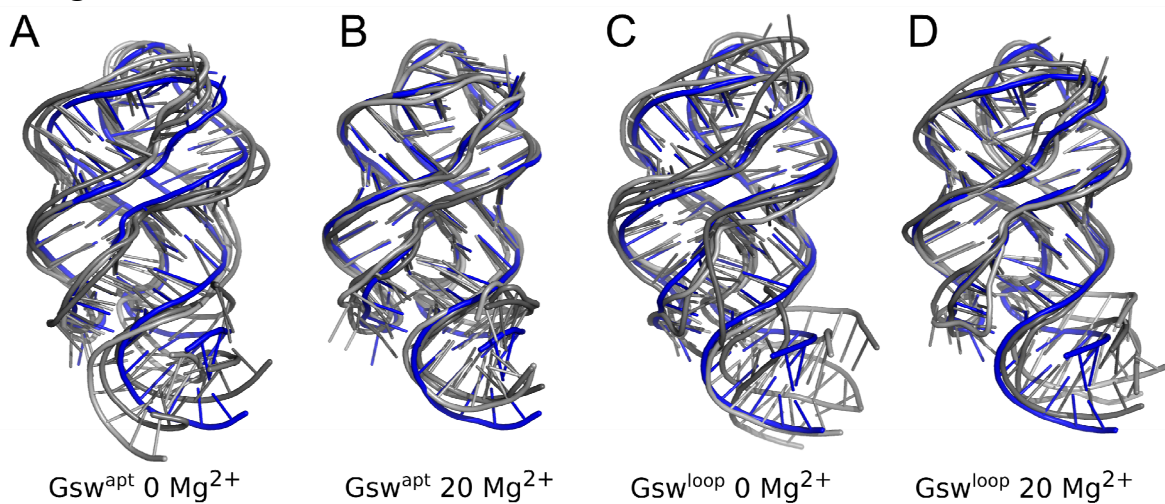 A
B
C
D
Gsw^apt 0 Mg^2+
Gsw^apt 20 Mg^2+
Gsw^loop 0 Mg^2+
Gsw^loop 20 Mg^2+